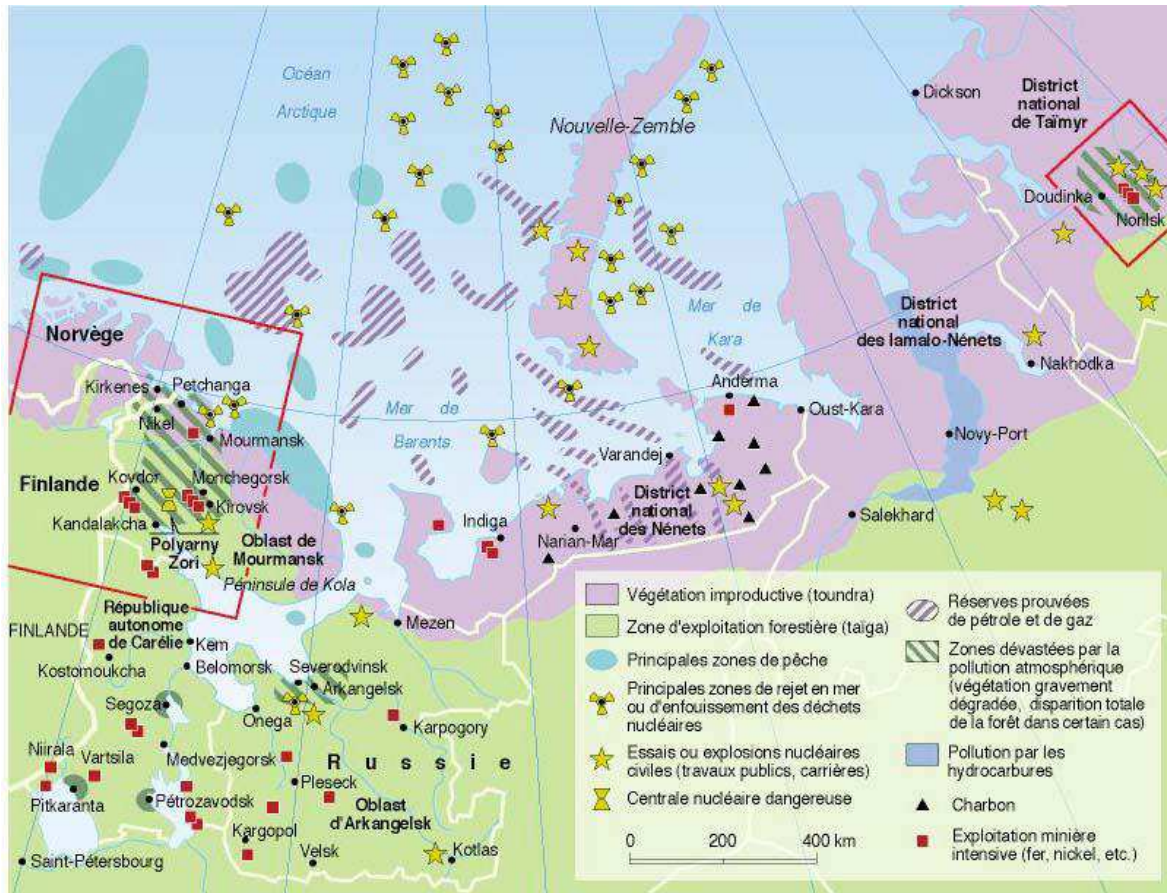 Océan
Arctique
Nouvelle-Zemble
Dickson
District
national
de Taïmyr
Doudinka
Norilsk
Mer de
Kara
District
national
des Iamalo-Nénets
Nakhodka
Norvège
Kirkenes
Petchanga
Nikel
Mourmansk
Mer de
Barents
Anderma
Oust-Kara
Novy-Port
Varandej
Finlande
Kovdor
Monchegorsk
Kirovsk
Kandalakcha
Polyarny
Zori
Oblast de
Mourmansk
Péninsule de Kola
Indiga
Narian-Mar
District national
des Nénets
Salekhard
République
autonome
de Carélie
FINLANDE
Kostomoukcha
Kem
Belomorsk
Mezen
Severodvinsk
Arkangelsk
Segoza
Onega
Karpogory
Niirala
Vartsila
Medvezjegorsk
Russie
Pleseck
Pitkaranta
Pétrozavodsk
Oblast
d'Arkangelsk
Kargopol
Velsk
Kotlas
Saint-Pétersbourg
Végétation improductive (toundra)
Zone d'exploitation forestière (taïga)
Principales zones de pêche
Principales zones de rejet en mer
ou d'enfouissement des déchets
nucléaires
Essais ou explosions nucléaires
civiles (travaux publics, carrières)
Centrale nucléaire dangereuse
0 200 400 km
Réserves prouvées
de pétrole et de gaz
Zones dévastées par la
pollution atmosphérique
(végétation gravement
dégradée, disparition totale
de la forêt dans certain cas)
Pollution par les
hydrocarbures
Charbon
Exploitation minière
intensive (fer, nickel, etc.)